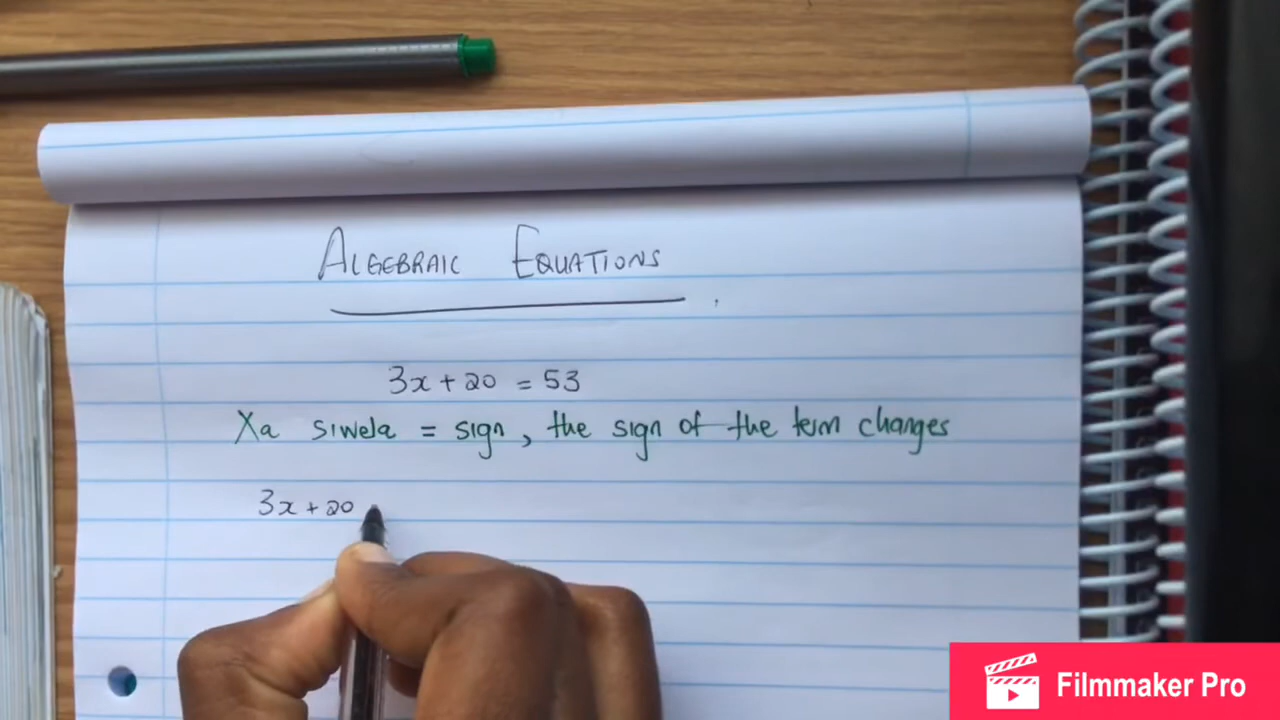 ALGEBRAIC EQUATIONS
3x + 20 = 53
Xa siwela = sign, the sign of the term changes
3x + 20
Filmmaker Pro